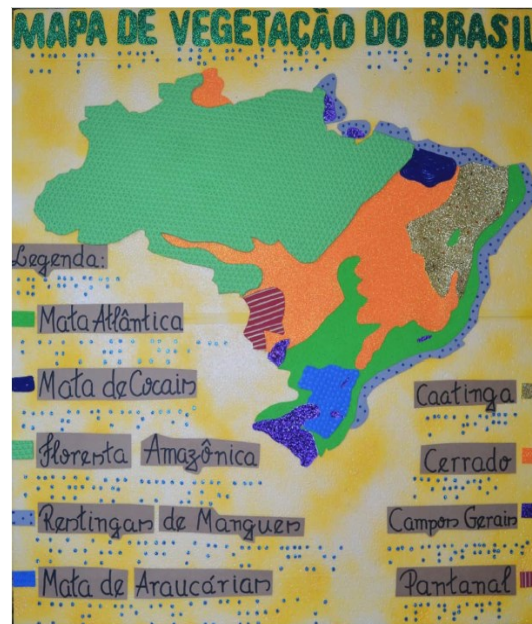 MAPA DE VEGETAÇÃO DO BRASIL
Legenda:
Mata Atlântica
Mata de Cocais
Floresta Amazônica
Restingas de Mangues
Mata de Araucárias
Caatinga
Cerrado
Campos Gerais
Pantanal